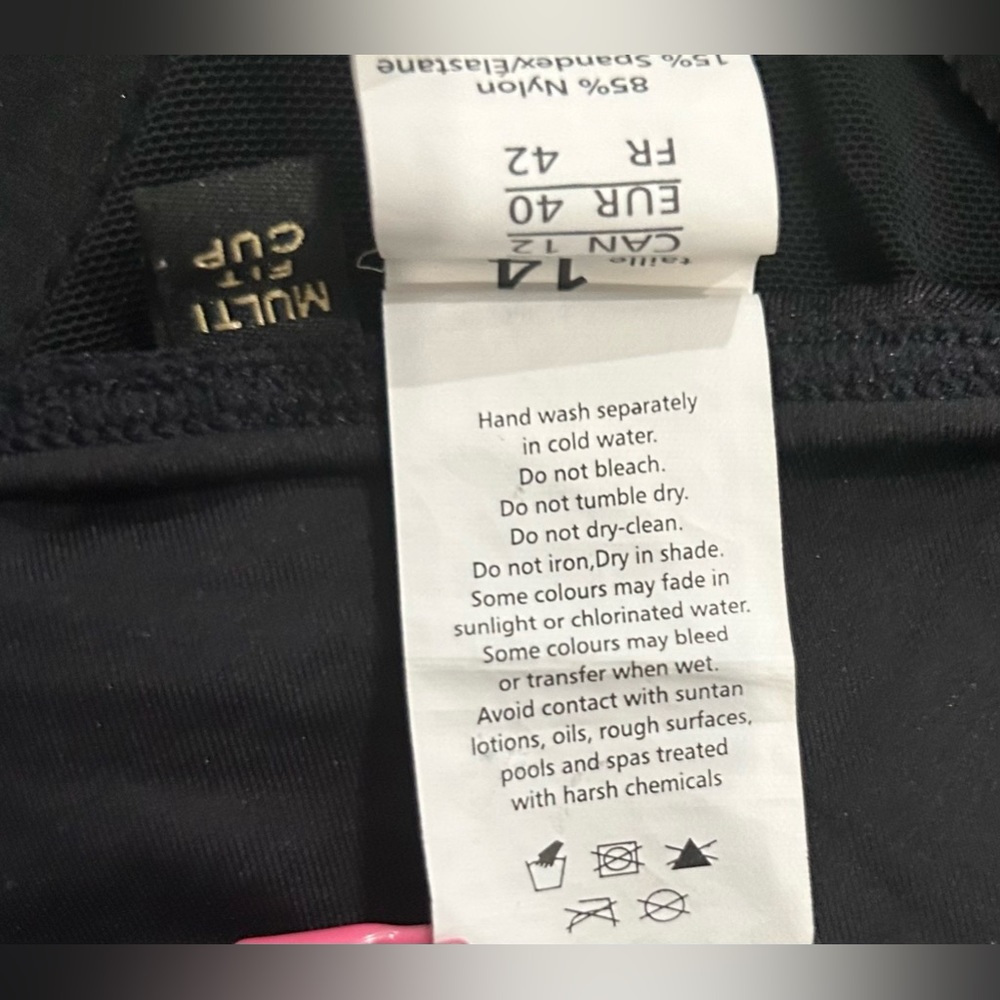 MULTI
FIT
CUP
taille 14
CAN 12
EUR 40
FR 42
85% Nylon
15% Spandex/Élastane
Hand wash separately
in cold water.
Do not bleach.
Do not tumble dry.
Do not dry-clean.
Do not iron,Dry in shade.
Some colours may fade in
sunlight or chlorinated water.
Some colours may bleed
or transfer when wet.
Avoid contact with suntan
lotions, oils, rough surfaces,
pools and spas treated
with harsh chemicals